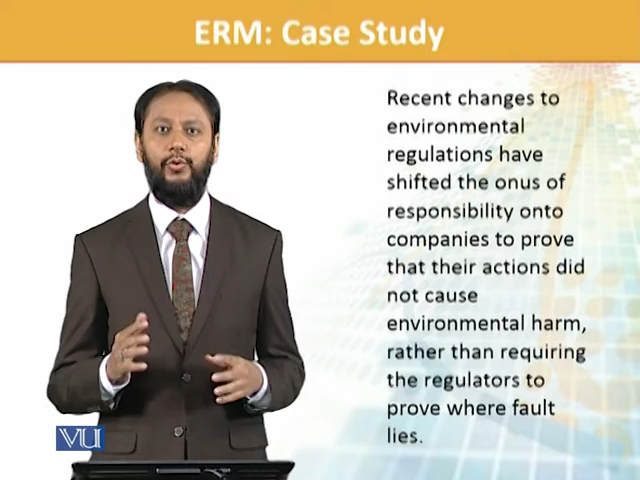 ERM: Case Study
Recent changes to
environmental
regulations have
shifted the onus of
responsibility onto
companies to prove
that their actions did
not cause
environmental harm,
rather than requiring
the regulators to
prove where fault
lies.
VU